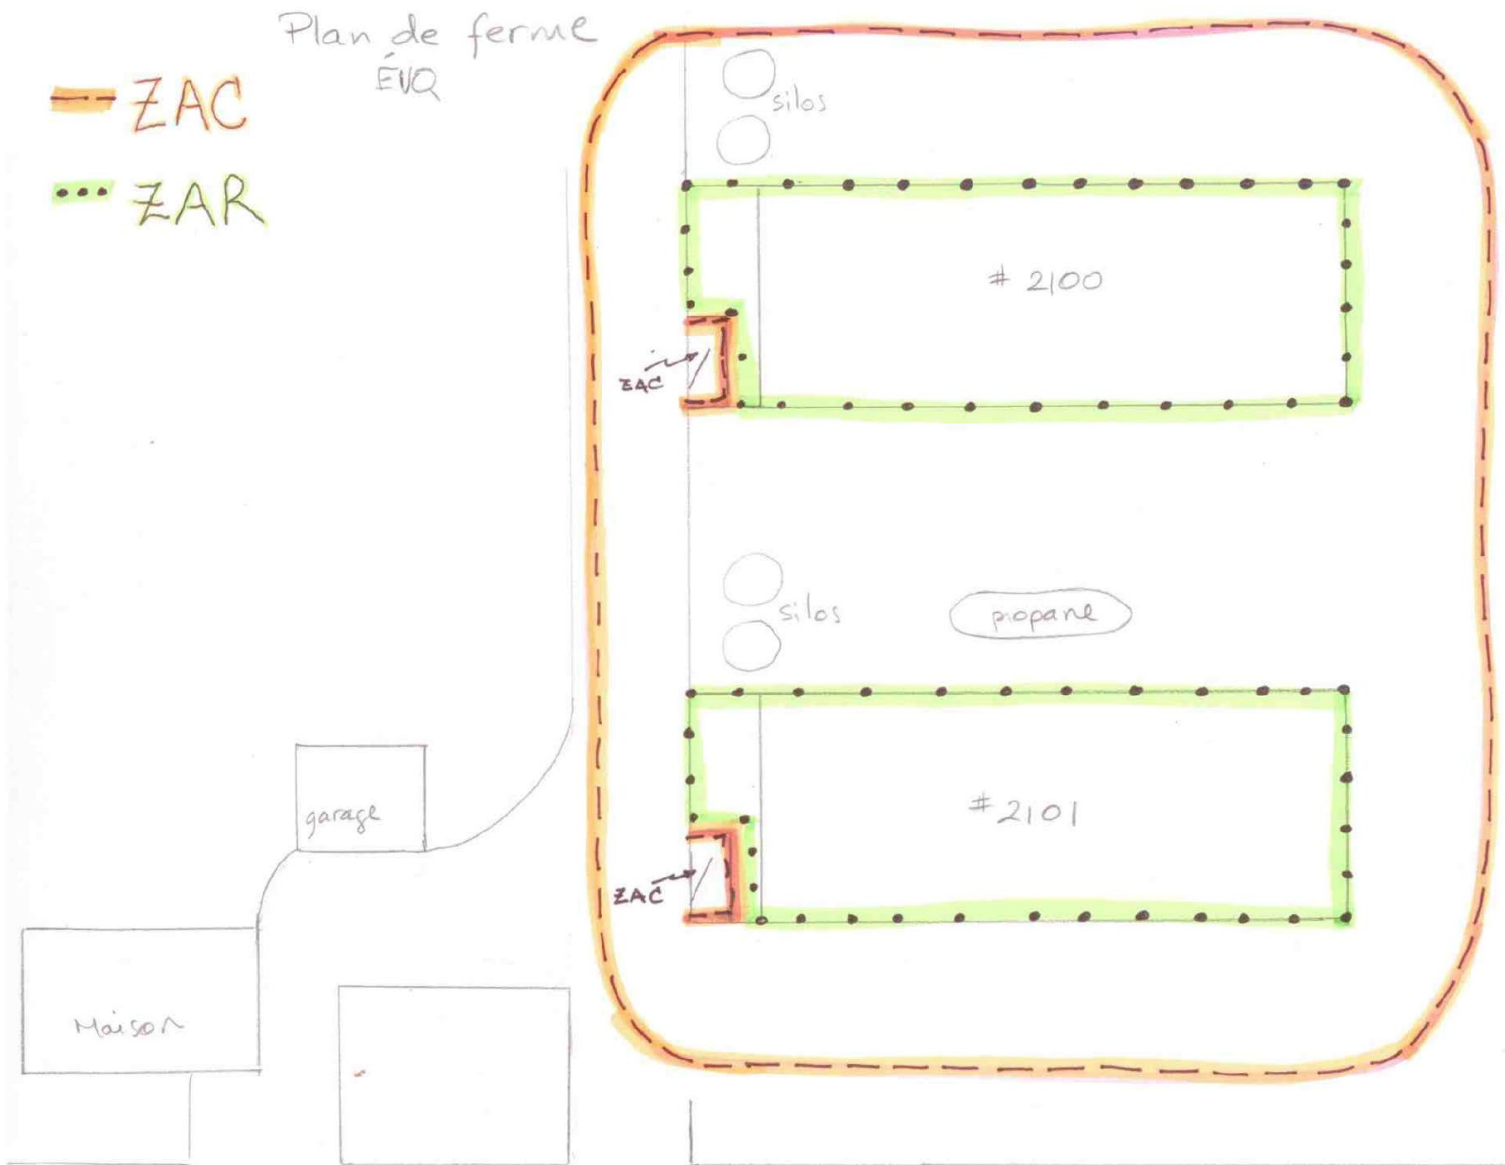 Plan de ferme
ÉVQ
ZAC
ZAR
silos
# 2100
ZAC
silos
propane
# 2101
garage
ZAC
Maison